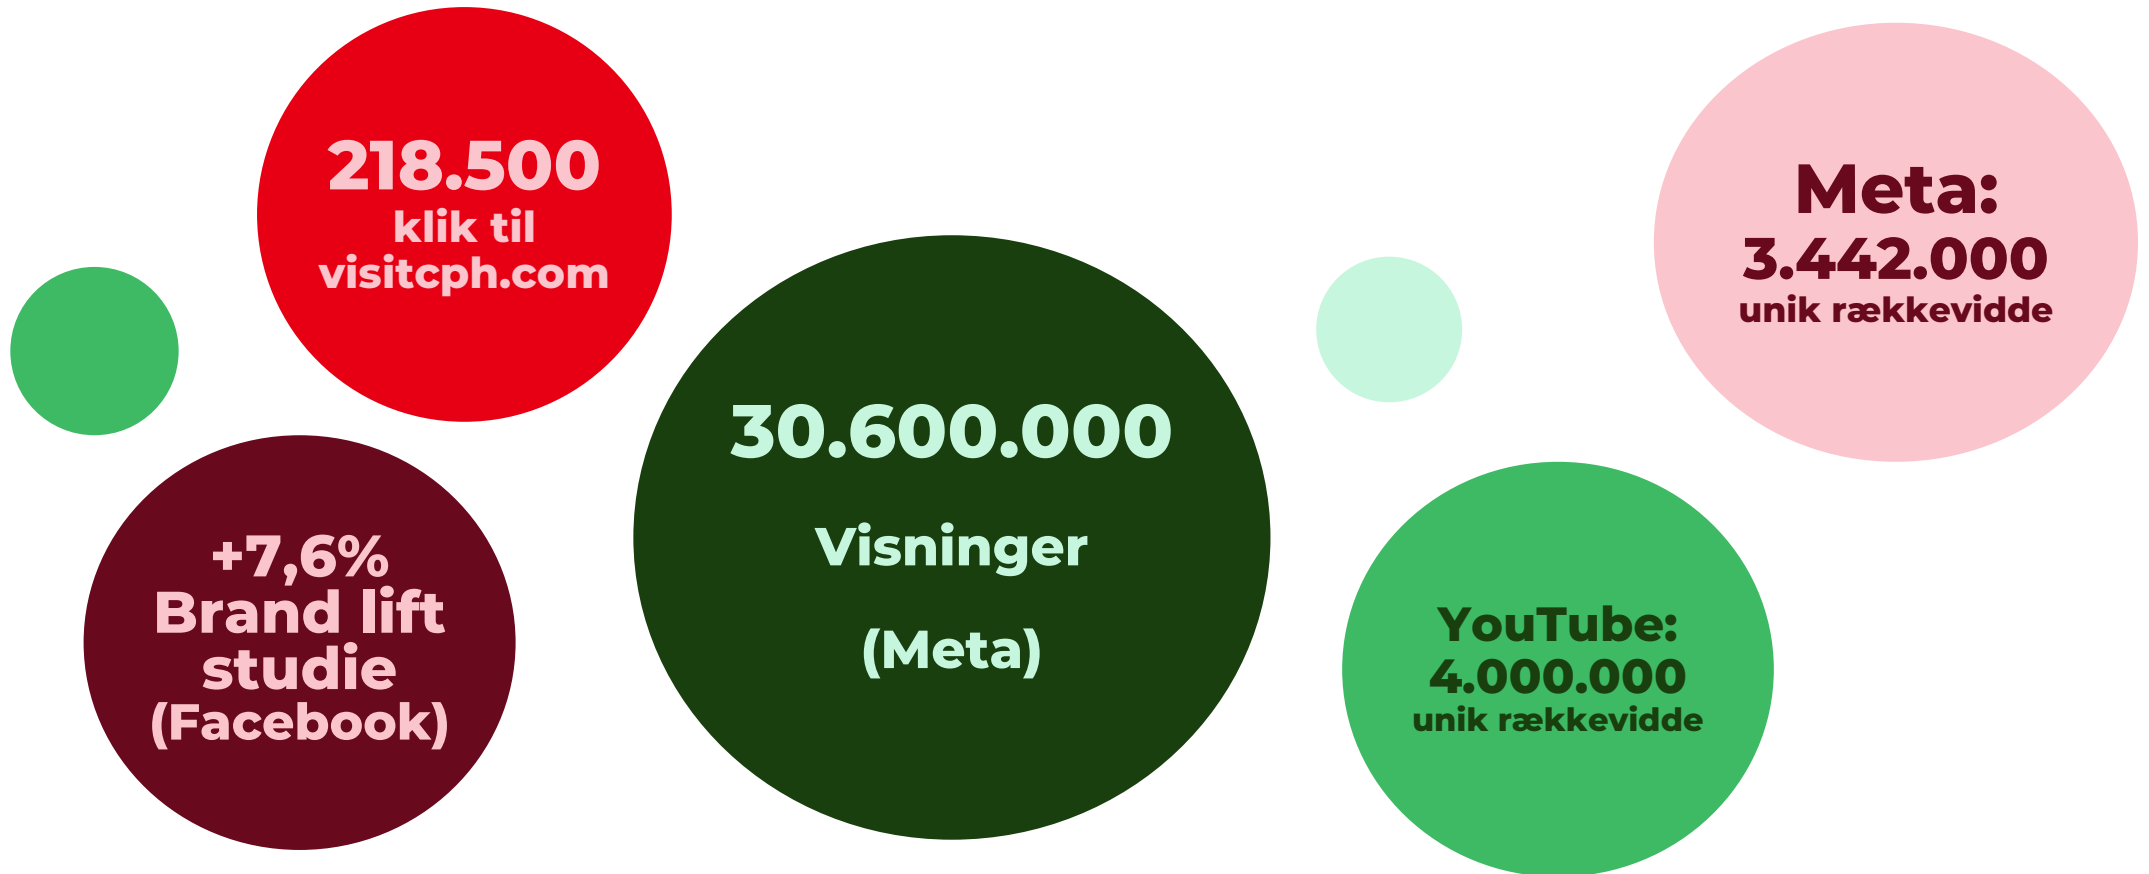 218.500
klik til
visitcph.com
+7,6%
Brand lift
studie
(Facebook)
30.600.000
Visninger
(Meta)
Meta:
3.442.000
unik rækkevidde
YouTube:
4.000.000
unik rækkevidde